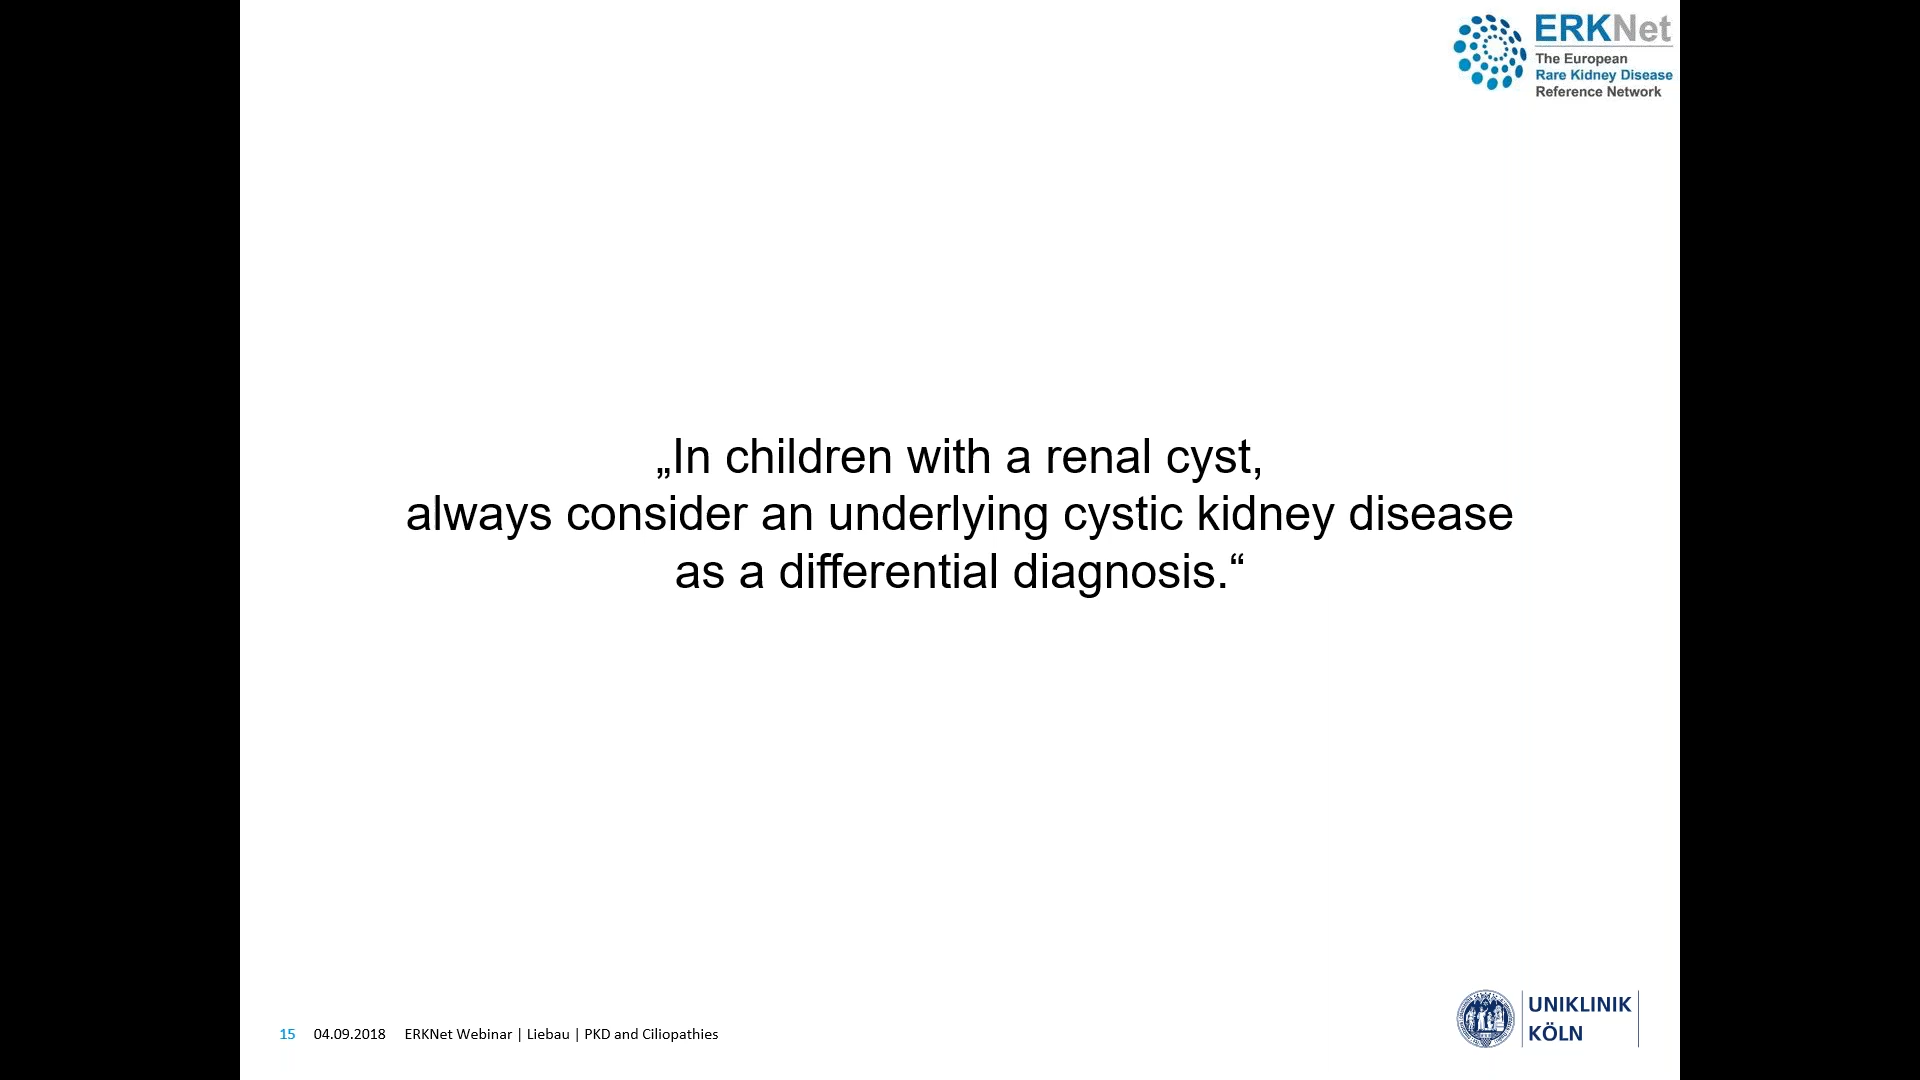 ERKNet
The European
Rare Kidney Disease
Reference Network
„In children with a renal cyst,
always consider an underlying cystic kidney disease
as a differential diagnosis.“
15 04.09.2018 ERKNet Webinar | Liebau | PKD and Ciliopathies
UNIKLINIK
KÖLN